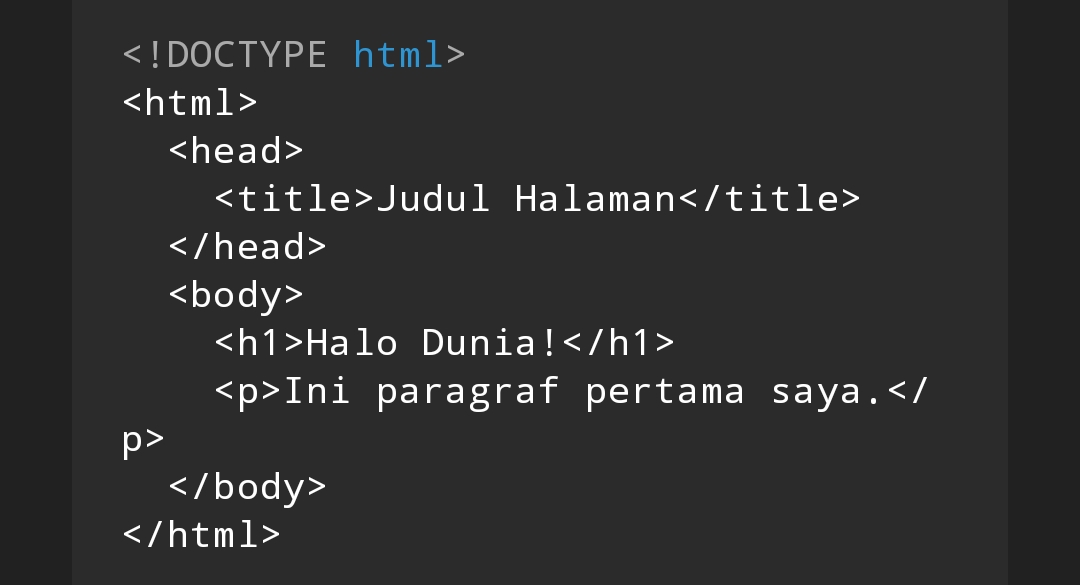 <!DOCTYPE html>
<html>
  <head>
    <title>Judul Halaman</title>
  </head>
  <body>
    <h1>Halo Dunia!</h1>
    <p>Ini paragraf pertama saya.</
p>
  </body>
</html>